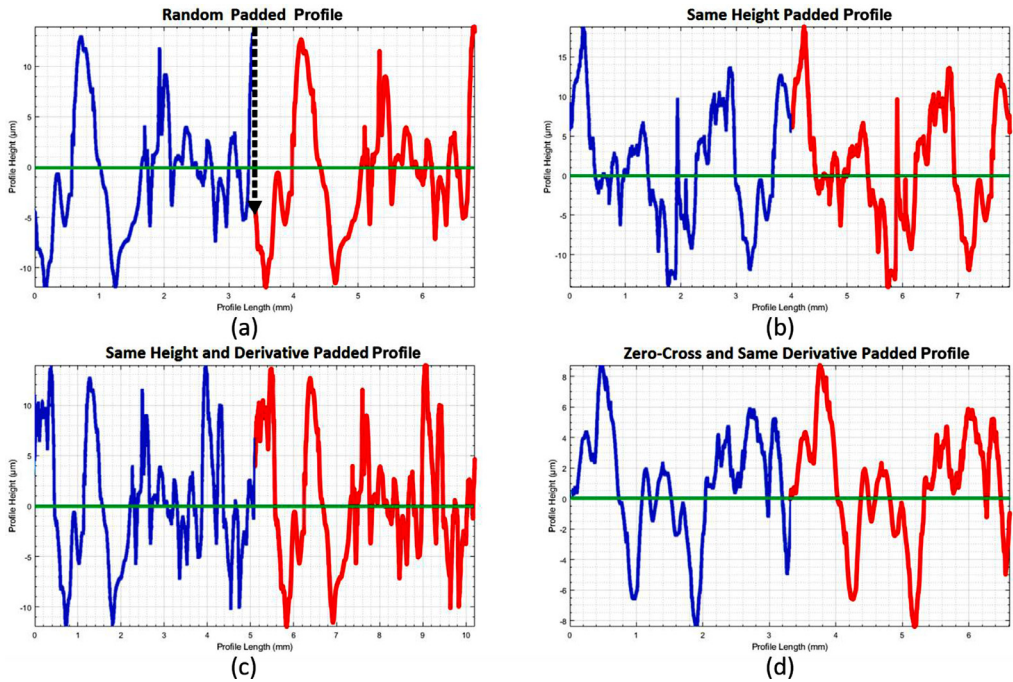 Random Padded Profile
Profile Height (µm)
10
5
0
-5
-10
0 1 2 3 4 5 6
Profile Length (mm)
(a)
Same Height Padded Profile
Profile Height (µm)
15
10
5
0
-5
-10
0 1 2 3 4 5 6 7
Profile Length (mm)
(b)
Same Height and Derivative Padded Profile
Profile Height (µm)
10
5
0
-5
-10
0 1 2 3 4 5 6 7 8 9 10
Profile Length (mm)
(c)
Zero-Cross and Same Derivative Padded Profile
Profile Height (µm)
8
6
4
2
0
-2
-4
-6
-8
0 1 2 3 4 5 6
Profile Length (mm)
(d)